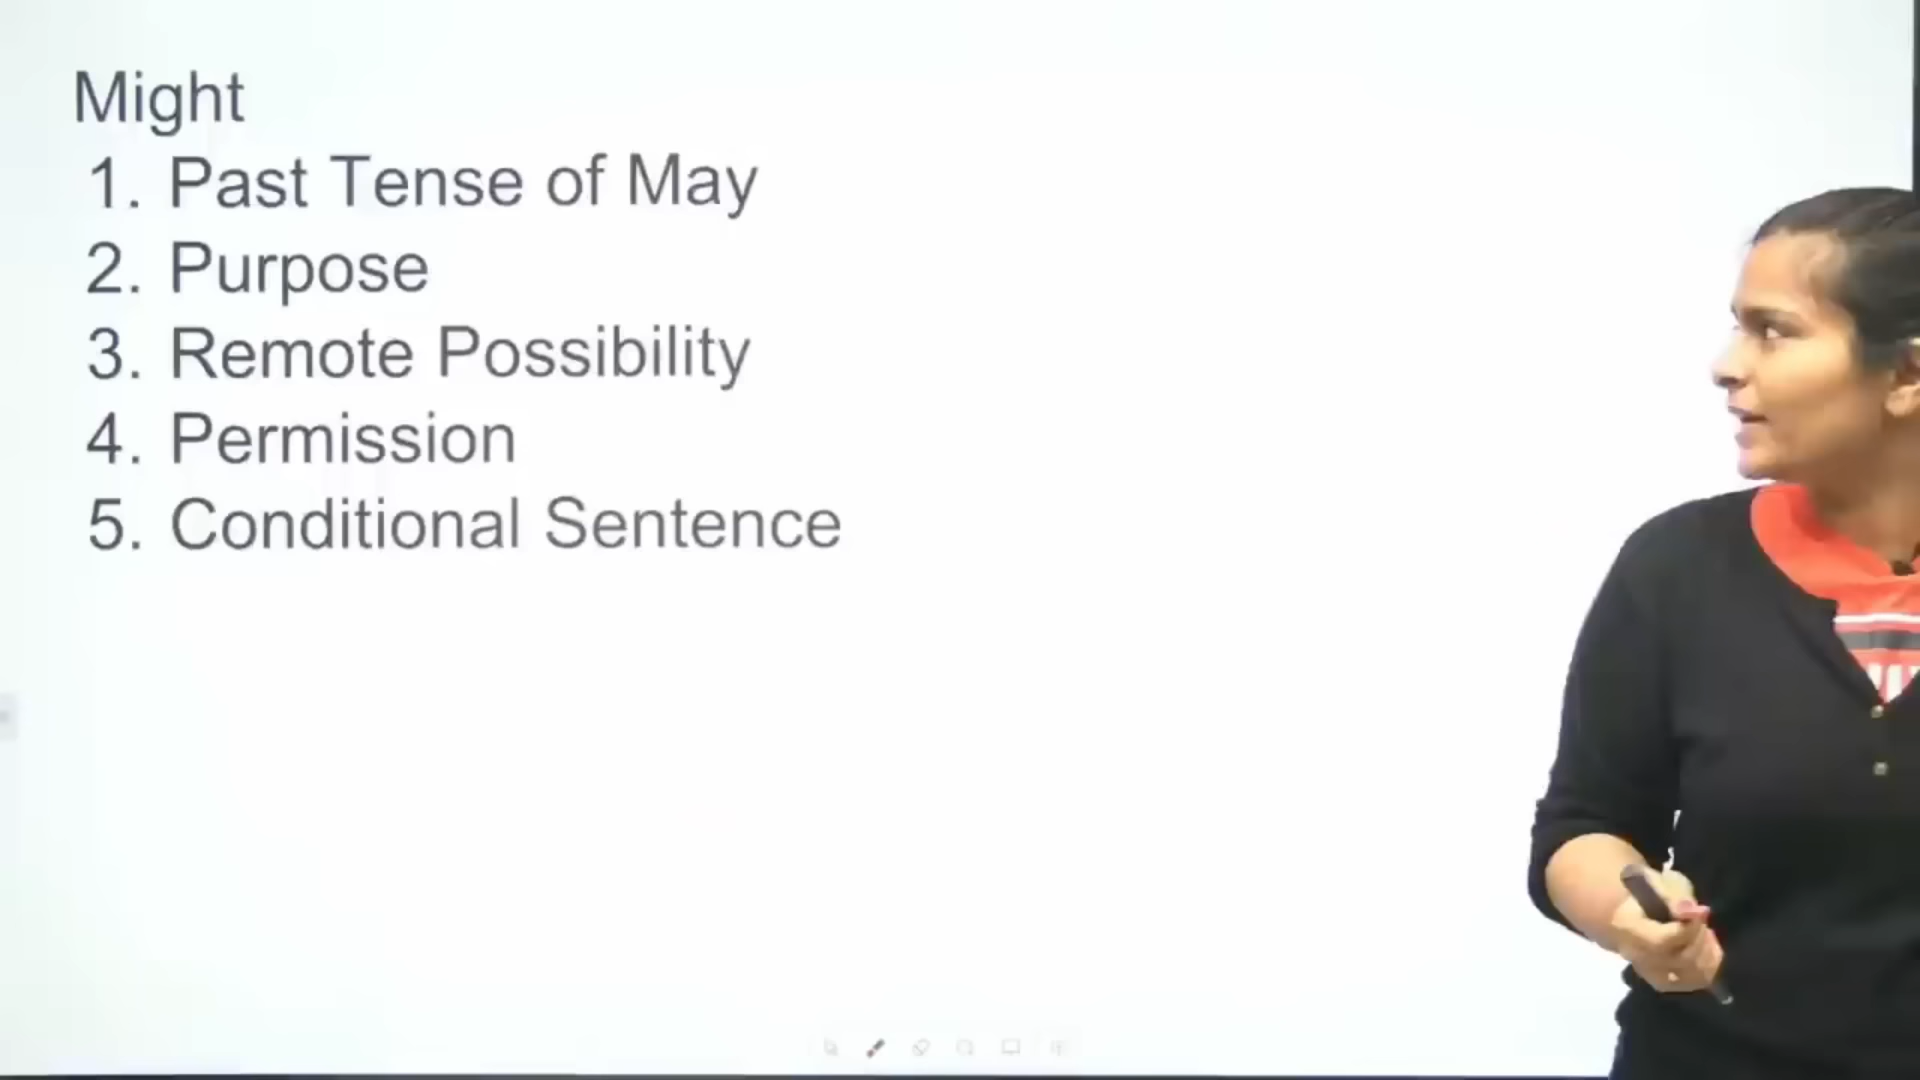 Might
1. Past Tense of May
2. Purpose
3. Remote Possibility
4. Permission
5. Conditional Sentence